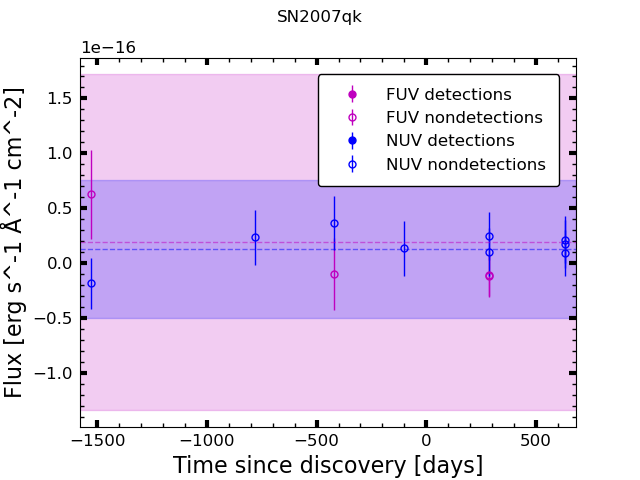 SN2007qk
1e−16
FUV detections
FUV nondetections
NUV detections
NUV nondetections
1.5
1.0
0.5
0.0
−0.5
−1.0
Flux [erg s^-1 Å^-1 cm^-2]
−1500 −1000 −500 0 500
Time since discovery [days]